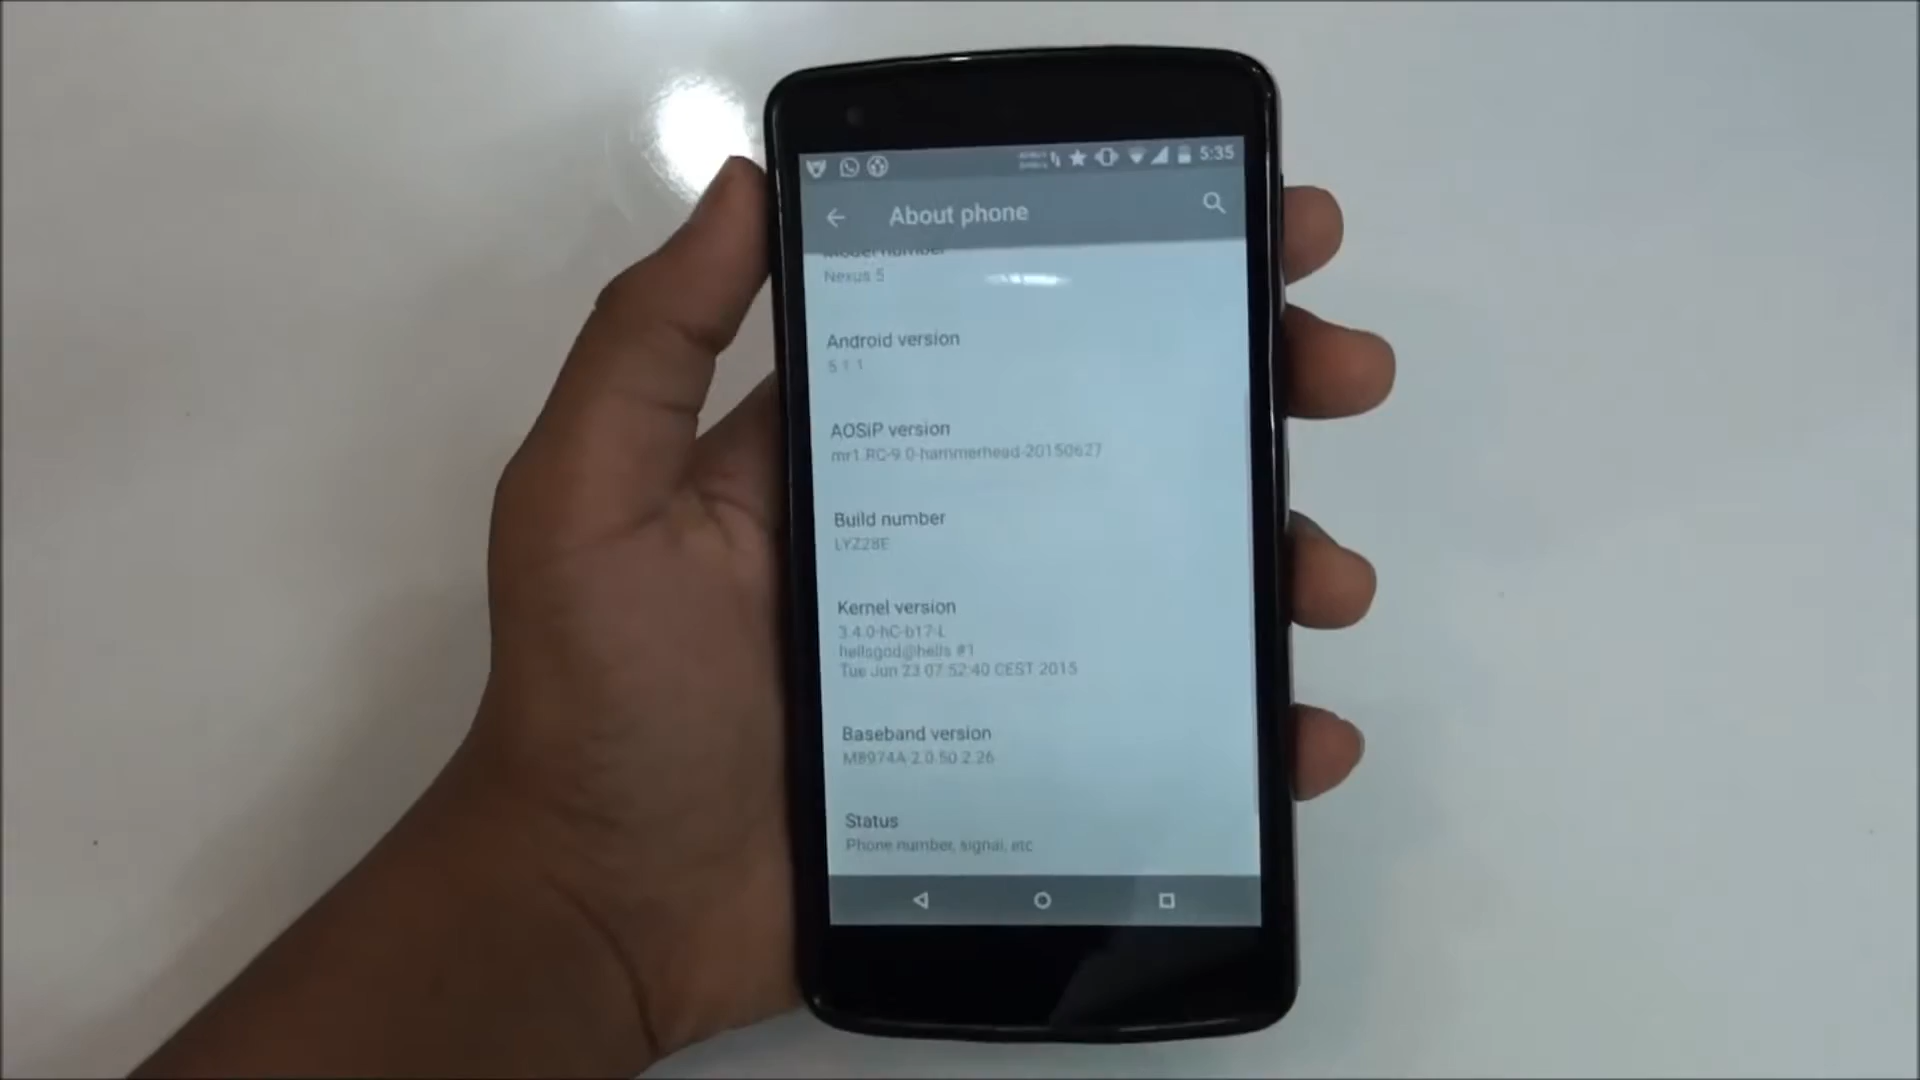 5:35
About phone
Model number
Nexus 5
Android version
5.1.1
AOSiP version
mr1.RC-9.0-hammerhead-20150627
Build number
LYZ28E
Kernel version
3.4.0-hC-b17-L
hellsgod@hells #1
Tue Jun 23 07:52:40 CEST 2015
Baseband version
M8974A-2.0.50.2.26
Status
Phone number, signal, etc